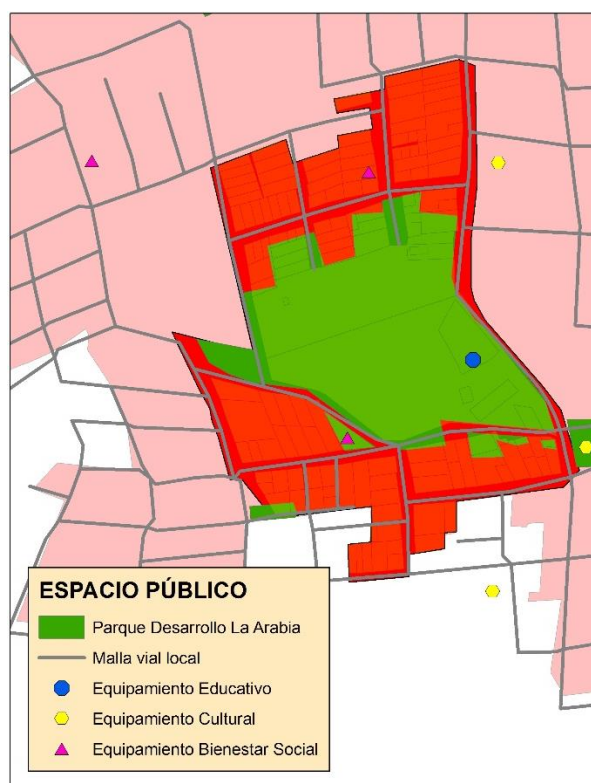 ESPACIO PÚBLICO
Parque Desarrollo La Arabia
Malla vial local
Equipamiento Educativo
Equipamiento Cultural
Equipamiento Bienestar Social